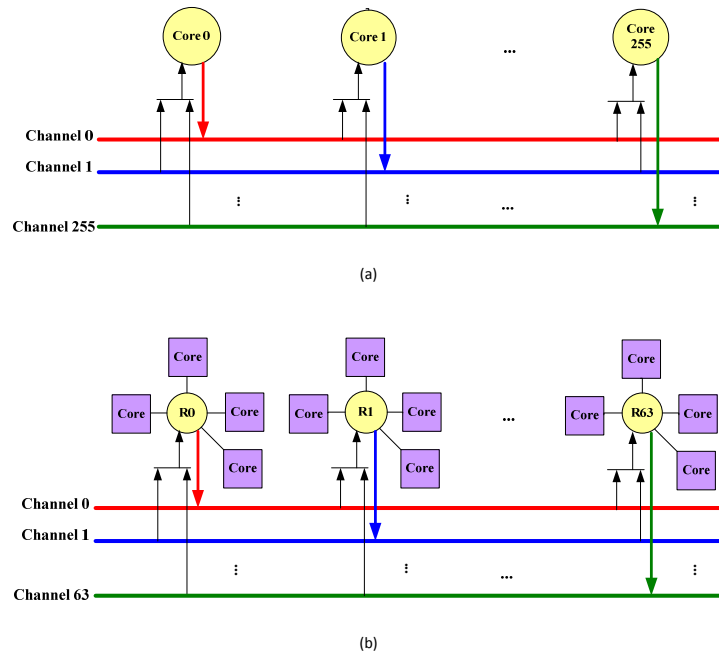 Core 0
Core 1
...
Core
255
Channel 0
Channel 1
...
...
...
...
Channel 255
(a)
Core
Core
Core
Core
R0
Core
Core
Core
R1
Core
Core
Core
...
Core
R63
Core
Core
Channel 0
Channel 1
...
...
...
...
Channel 63
(b)